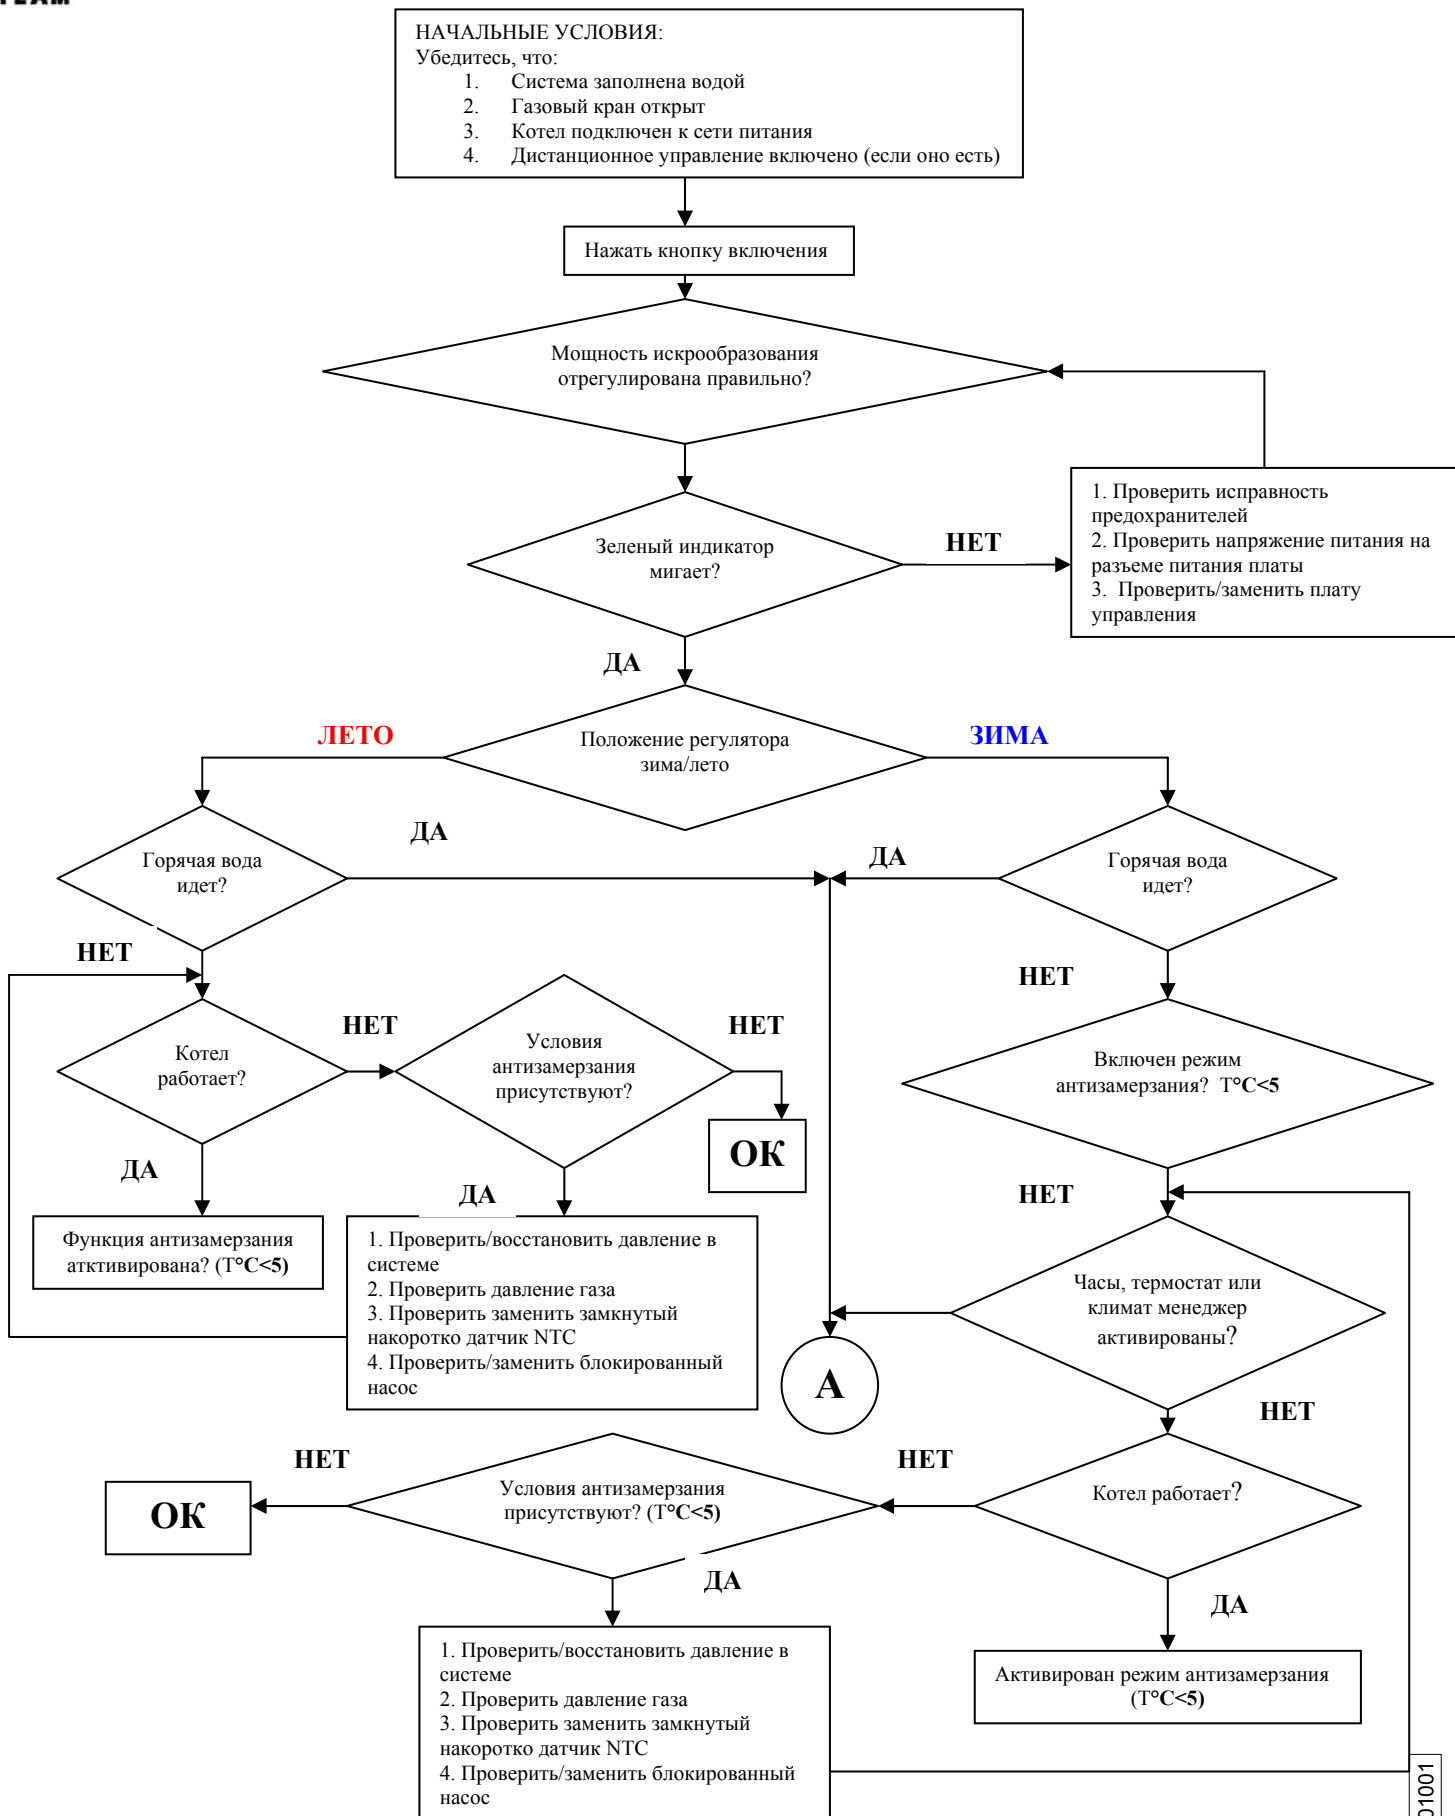 НАЧАЛЬНЫЕ УСЛОВИЯ:
Убедитесь, что:
1. Система заполнена водой
2. Газовый кран открыт
3. Котел подключен к сети питания
4. Дистанционное управление включено (если оно есть)
Нажать кнопку включения
Мощность искрообразования
отрегулирована правильно?
1. Проверить исправность
предохранителей
2. Проверить напряжение питания на
разъеме питания платы
3. Проверить/заменить плату
управления
НЕТ
Зеленый индикатор
мигает?
ДА
ЛЕТО
Положение регулятора
зима/лето
ЗИМА
ДА
ДА
Горячая вода
идет?
Горячая вода
идет?
НЕТ
НЕТ
НЕТ
НЕТ
Котел
работает?
Условия
антизамерзания
присутствуют?
Включен режим
антизамерзания? Т°С<5
ОК
ДА
ДА
НЕТ
Функция антизамерзания
атктивирована? (Т°С<5)
1. Проверить/восстановить давление в
системе
2. Проверить давление газа
3. Проверить заменить замкнутый
накоротко датчик NTC
4. Проверить/заменить блокированный
насос
Часы, термостат или
климат менеджер
активированы?
А
НЕТ
НЕТ
НЕТ
ОК
Условия антизамерзания
присутствуют? (Т°С<5)
Котел работает?
ДА
ДА
1. Проверить/восстановить давление в
системе
2. Проверить давление газа
3. Проверить заменить замкнутый
накоротко датчик NTC
4. Проверить/заменить блокированный
насос
Активирован режим антизамерзания
(Т°С<5)
01001